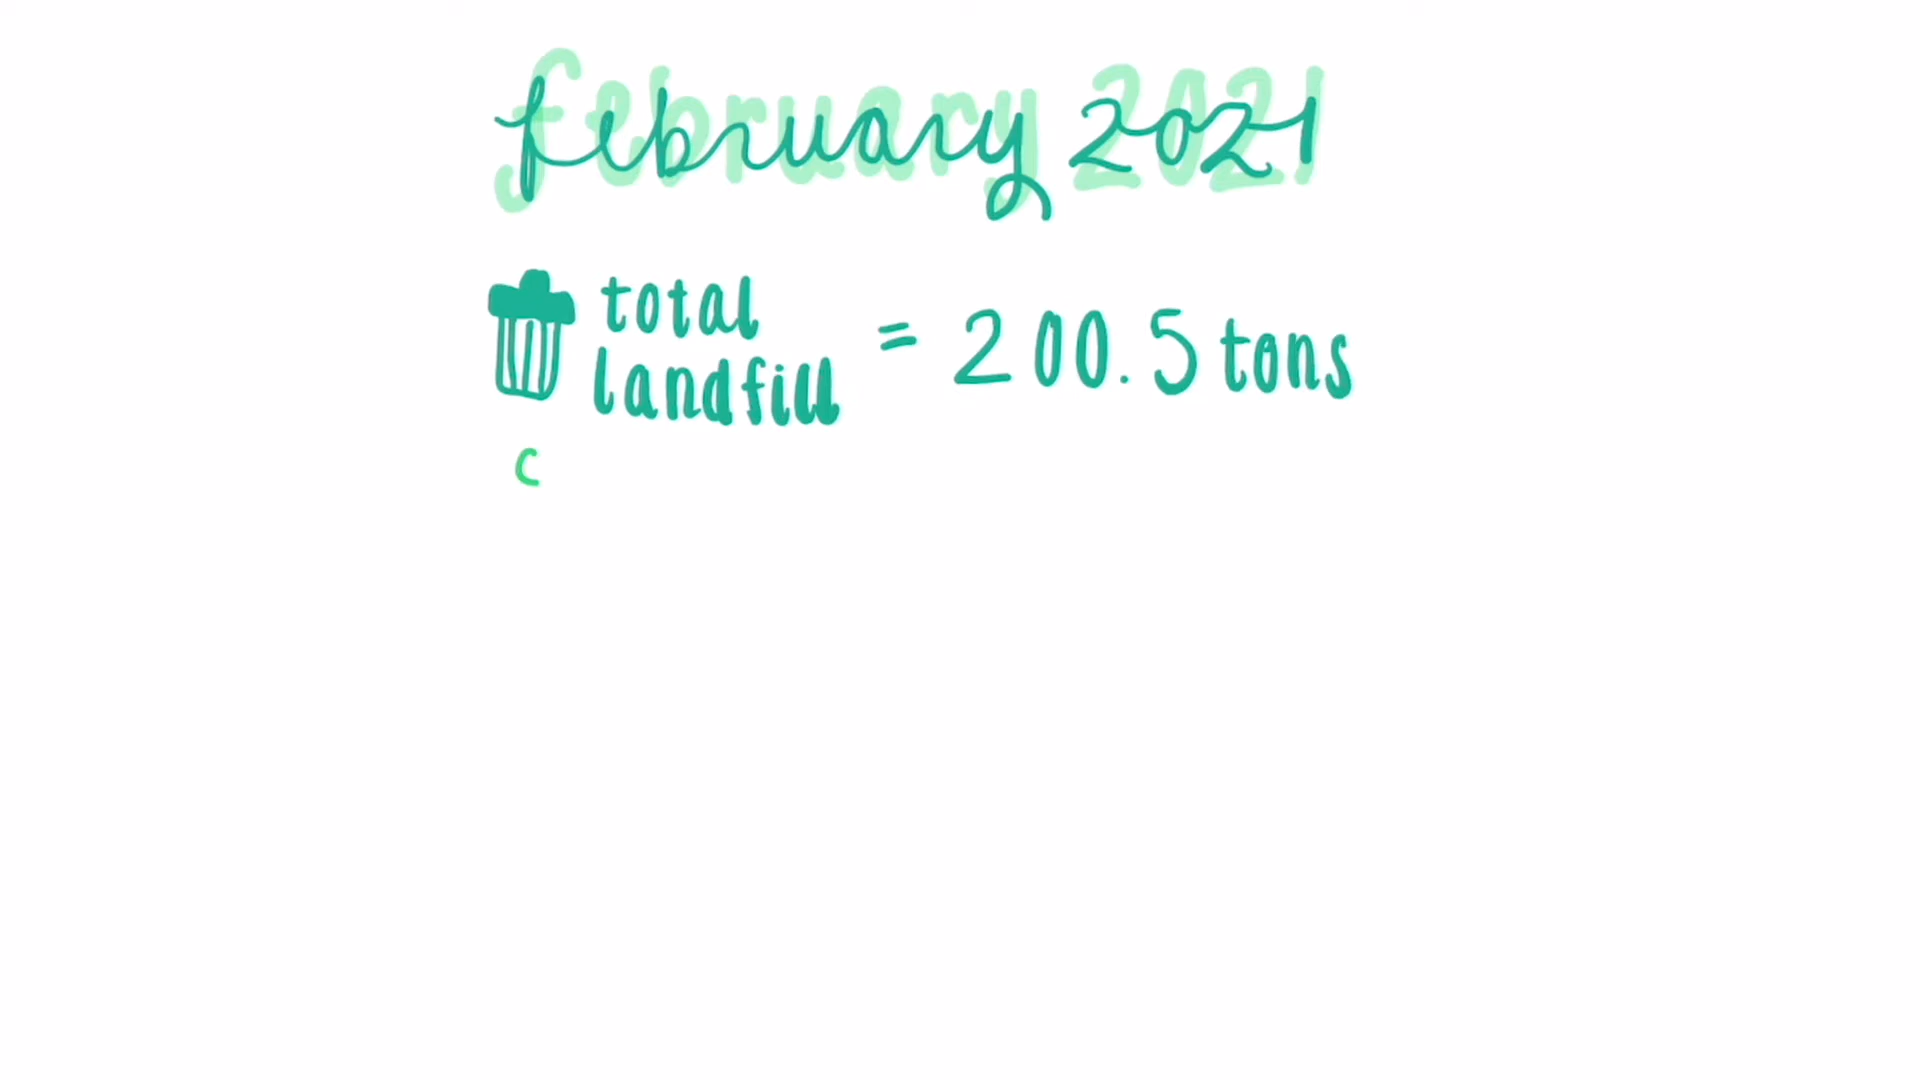 february 2021
total
landfill = 200.5 tons
c